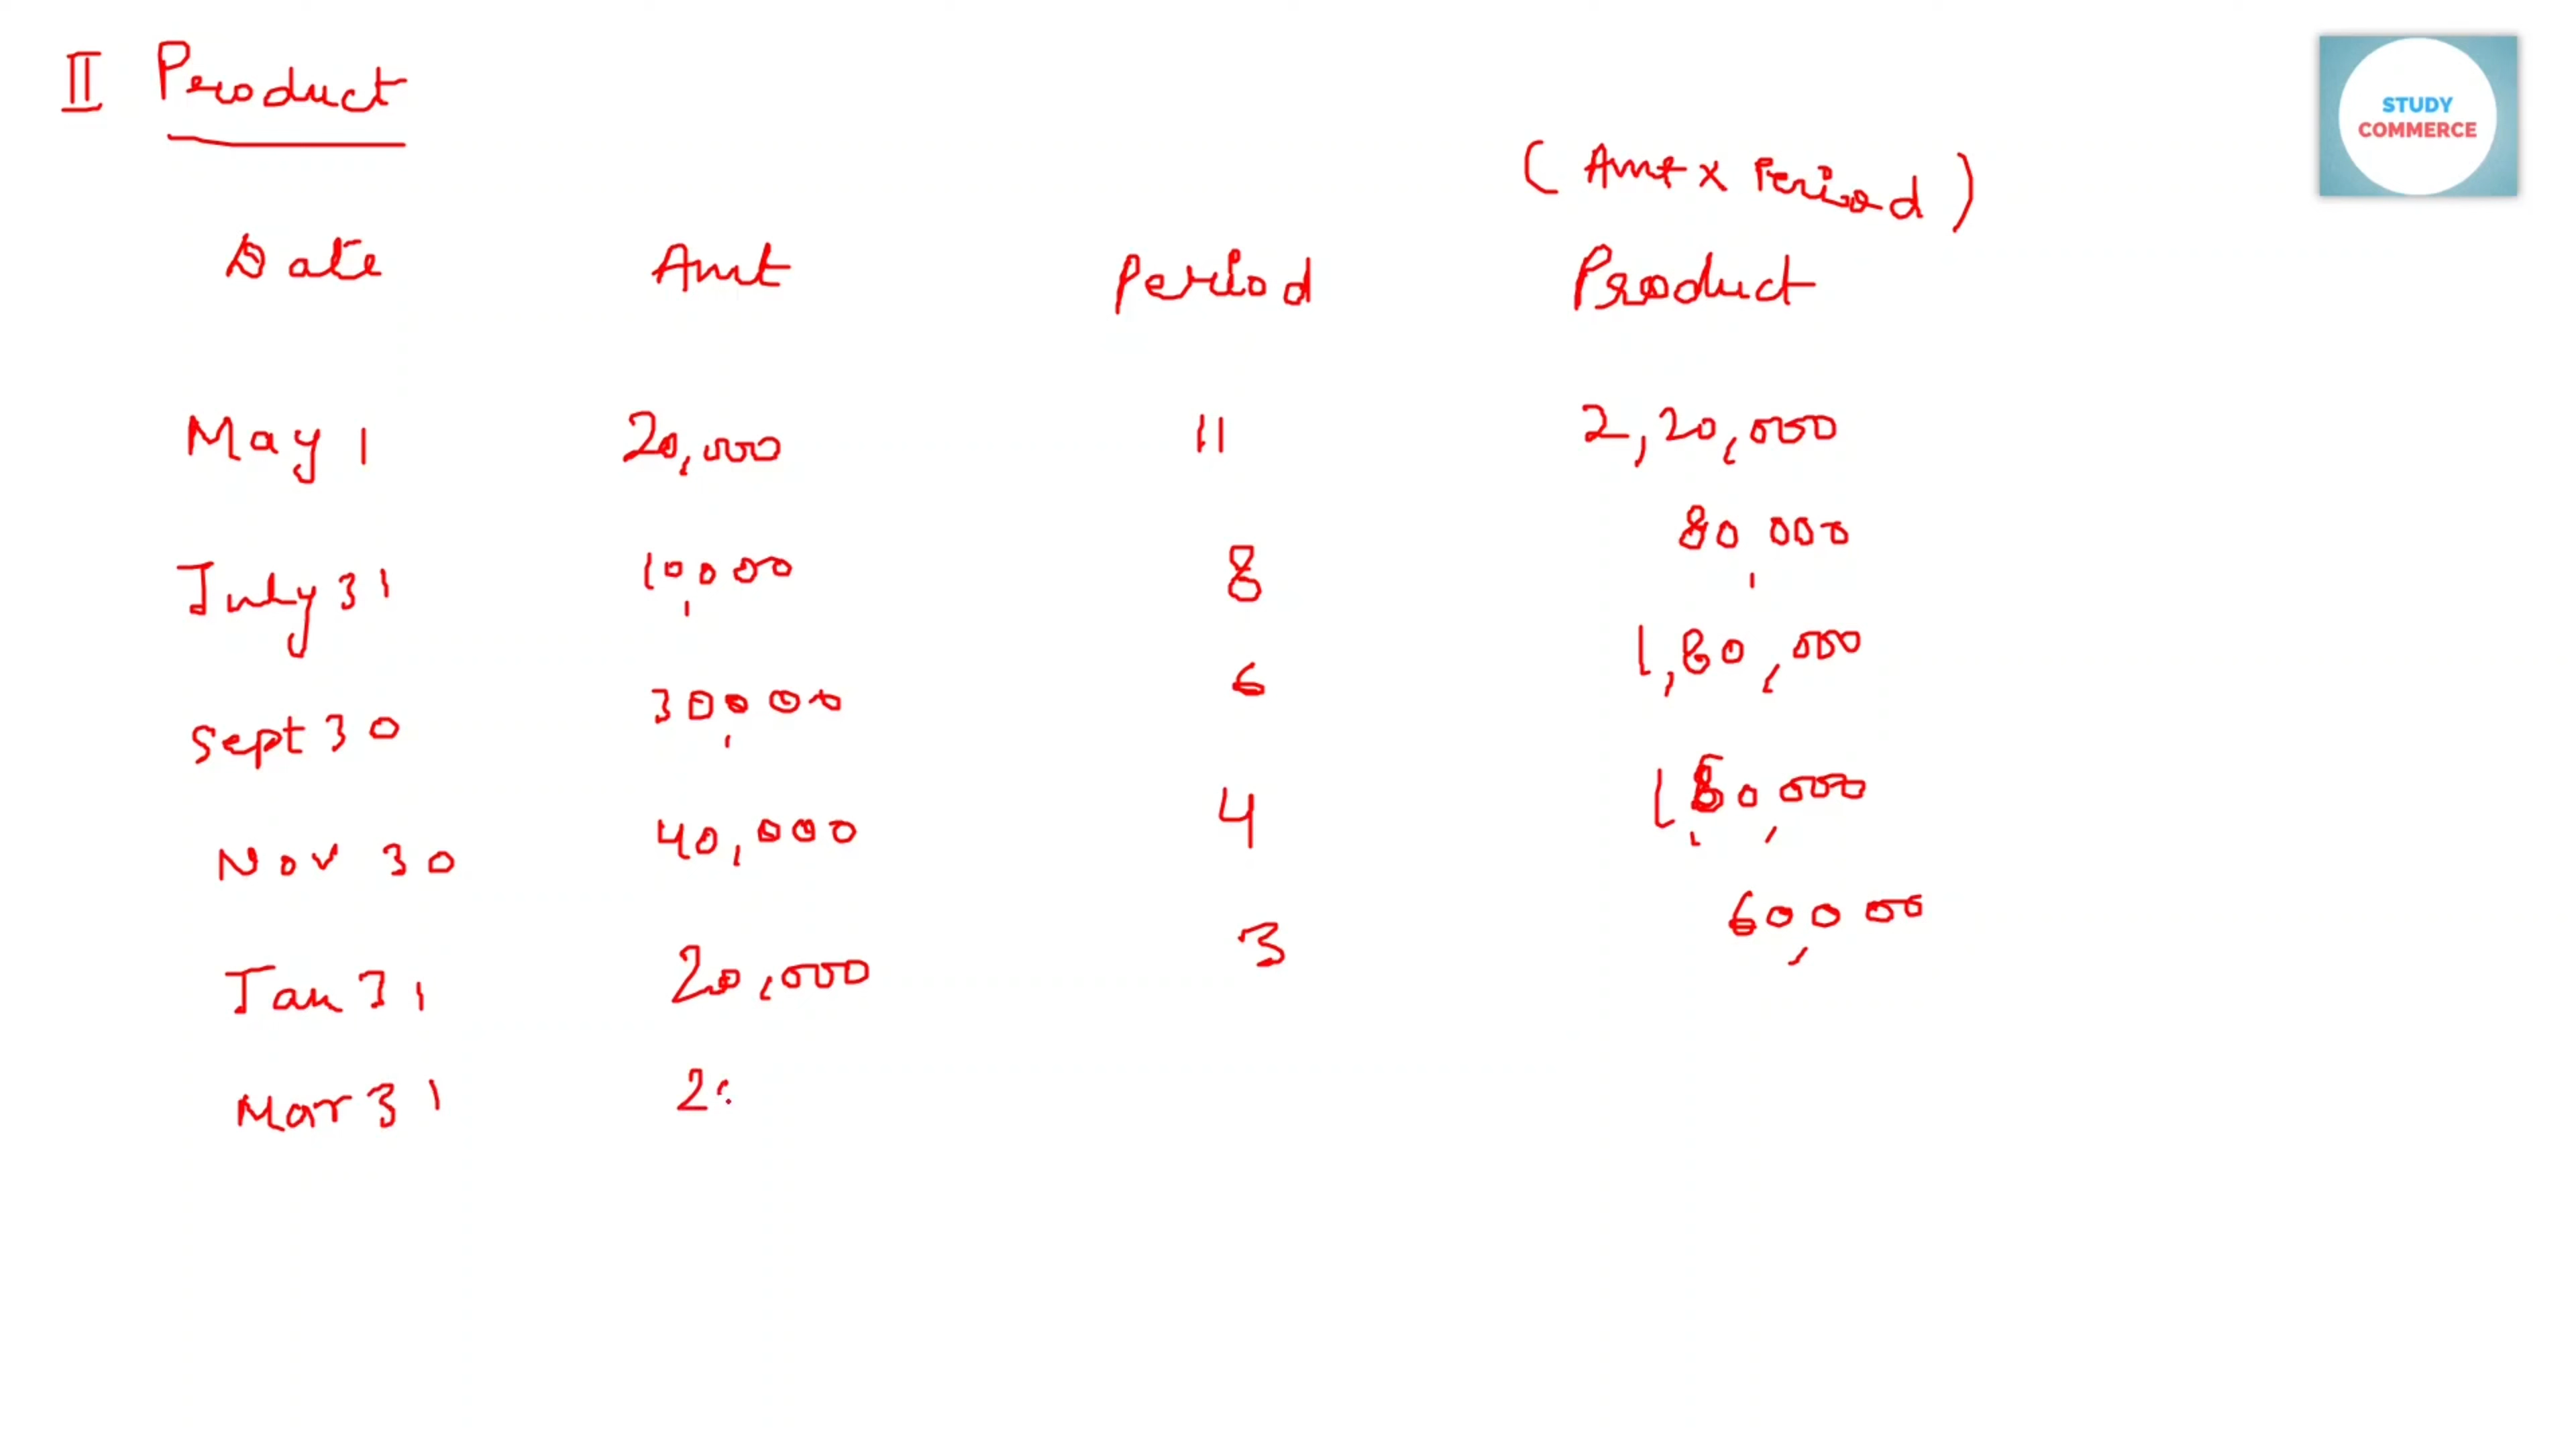 II Product
STUDY
COMMERCE
(Amt x Period)
Date Amt Period Product
May 1 20,000 11 2,20,000
July 31 10,000 8 80,000
Sept 30 30,000 6 1,80,000
Nov 30 40,000 4 1,60,000
Jan 31 20,000 3 60,000
Mar 31 2